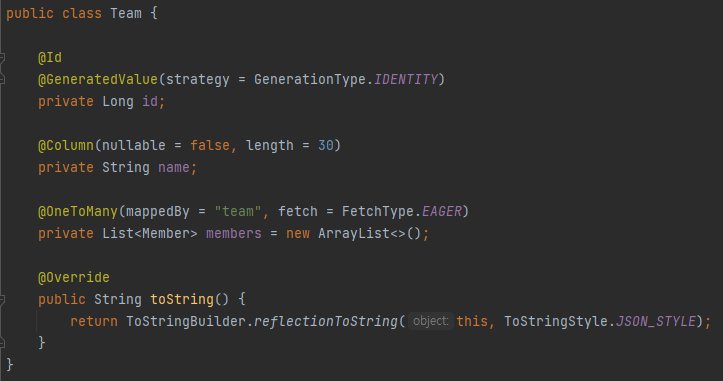 public class Team {
@Id
@GeneratedValue(strategy = GenerationType.IDENTITY)
private Long id;
@Column(nullable = false, length = 30)
private String name;
@OneToMany(mappedBy = "team", fetch = FetchType.EAGER)
private List<Member> members = new ArrayList<>();
@Override
public String toString() {
return ToStringBuilder.reflectionToString( object: this, ToStringStyle.JSON_STYLE);
}
}